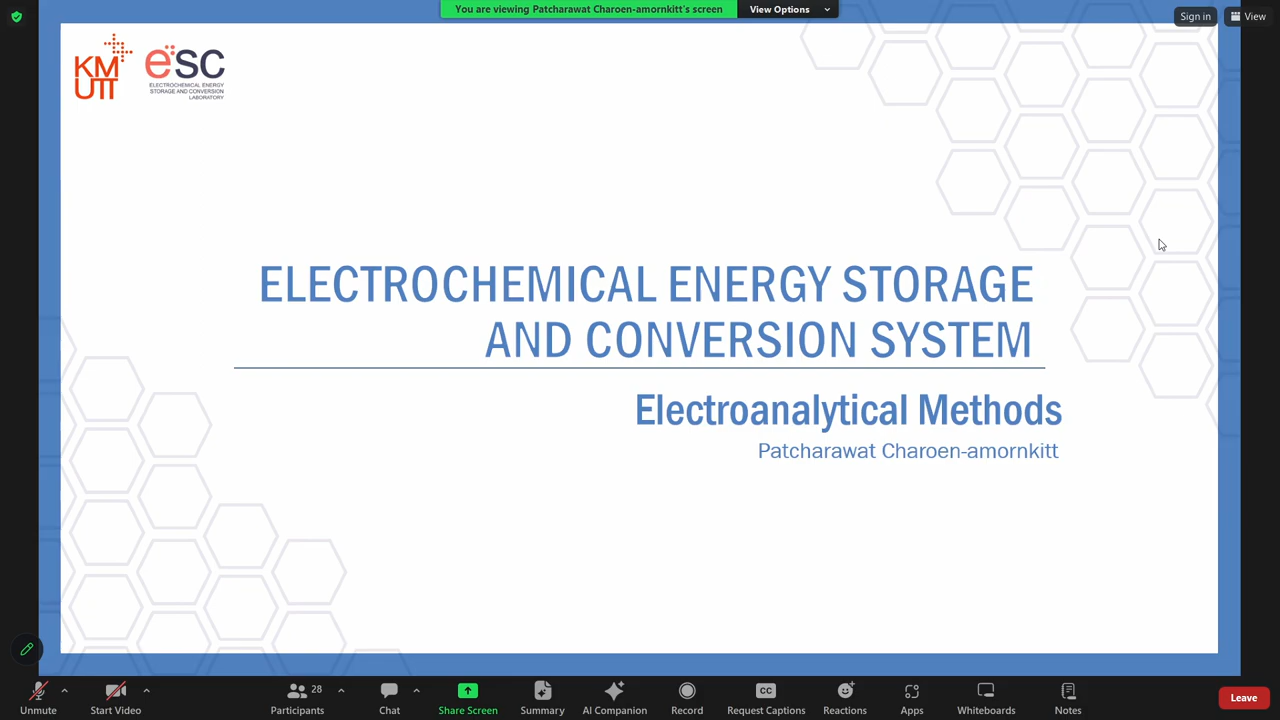 You are viewing Patcharawat Charoen-amornkitt's screen
View Options
Sign in
View
KM
UTT
esc
ELECTROCHEMICAL ENERGY
STORAGE AND CONVERSION
LABORATORY
ELECTROCHEMICAL ENERGY STORAGE
AND CONVERSION SYSTEM
Electroanalytical Methods
Patcharawat Charoen-amornkitt
28
CC
Unmute
Start Video
Participants
Chat
Share Screen
Summary
AI Companion
Record
Request Captions
Reactions
Apps
Whiteboards
Notes
Leave